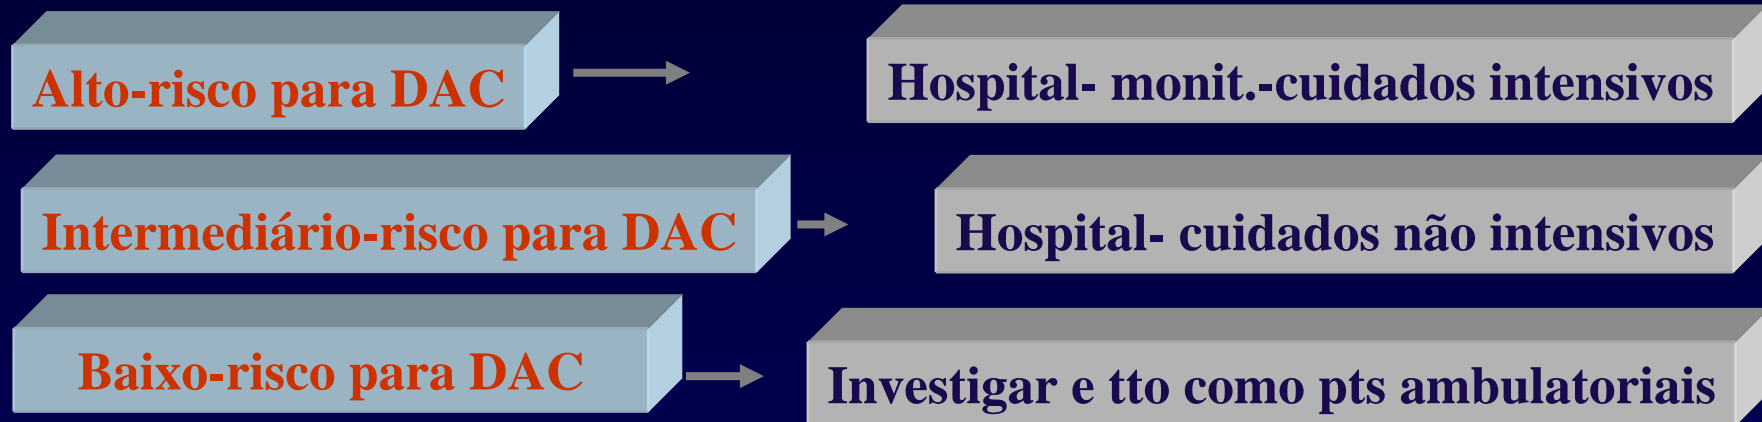 Alto-risco para DAC
Hospital- monit.-cuidados intensivos
Intermediário-risco para DAC
Hospital- cuidados não intensivos
Baixo-risco para DAC
Investigar e tto como pts ambulatoriais